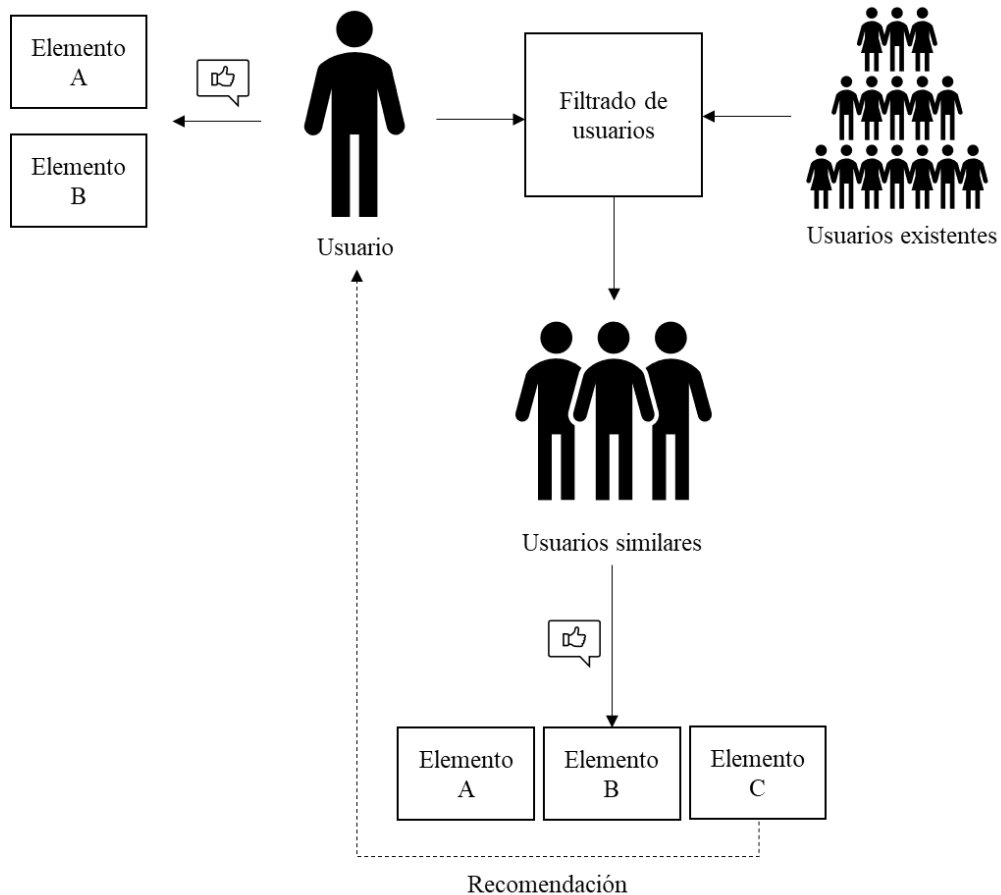 Elemento
A
Elemento
B
Usuario
Filtrado de
usuarios
Usuarios existentes
Usuarios similares
Elemento
A
Elemento
B
Elemento
C
Recomendación